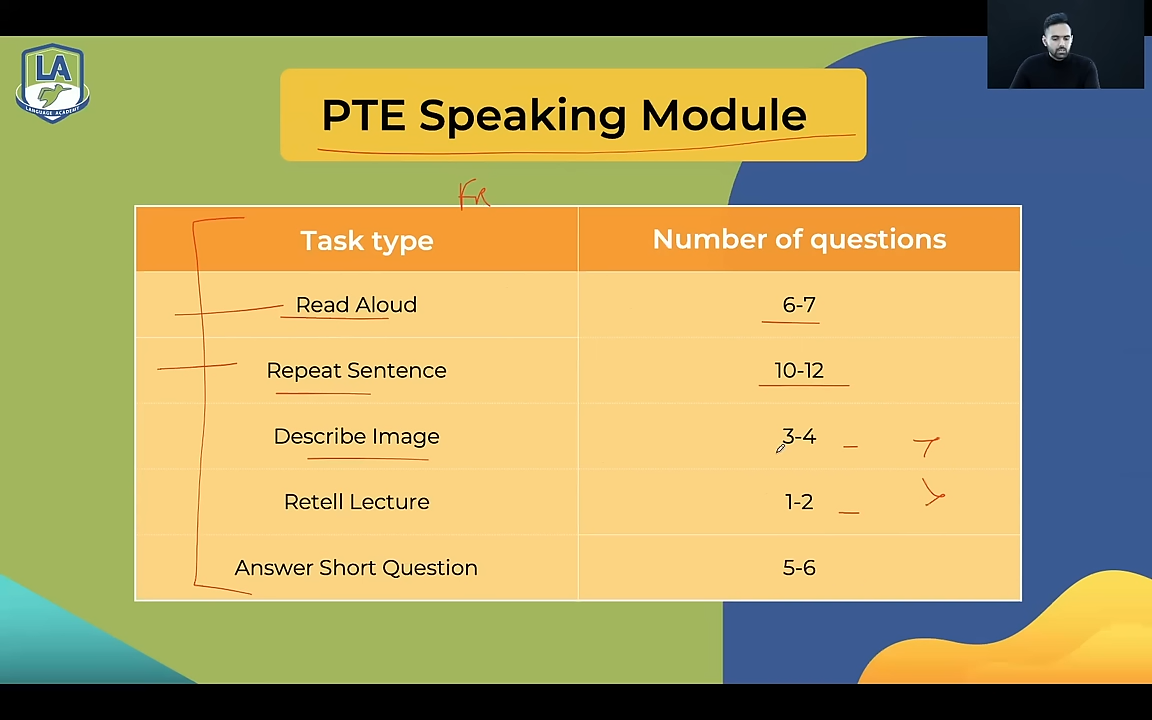 LA
LANGUAGE ACADEMY
PTE Speaking Module
FR
Task type Number of questions
Read Aloud 6-7
Repeat Sentence 10-12
Describe Image 3-4
Retell Lecture 1-2
Answer Short Question 5-6